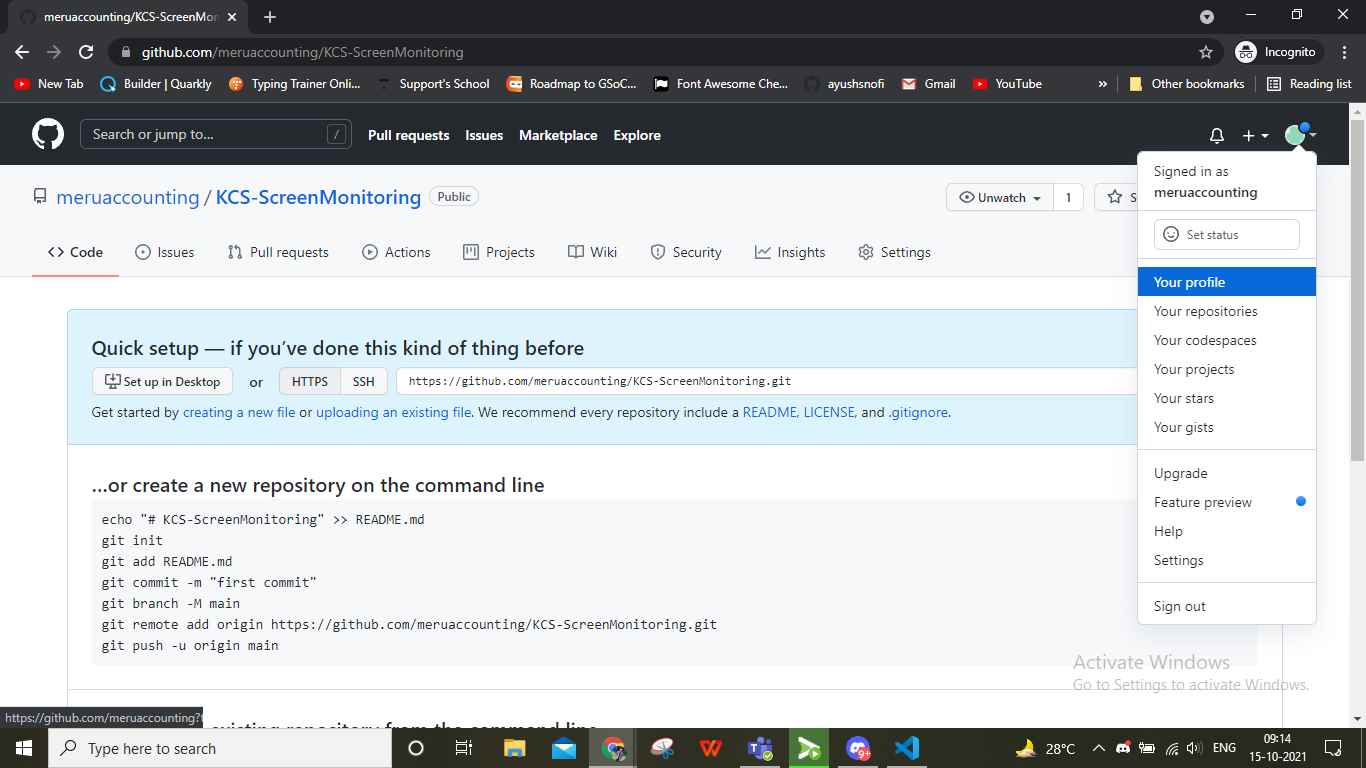 meruaccounting/KCS-ScreenMon
github.com/meruaccounting/KCS-ScreenMonitoring
Incognito
New Tab
Builder | Quarkly
Typing Trainer Onli...
Support's School
Roadmap to GSoC...
Font Awesome Che...
ayushsnofi
Gmail
YouTube
»
Other bookmarks
Reading list
Search or jump to...
/
Pull requests
Issues
Marketplace
Explore
Signed in as
meruaccounting
meruaccounting / KCS-ScreenMonitoring
Public
Unwatch
1
S
Set status
Code
Issues
Pull requests
Actions
Projects
Wiki
Security
Insights
Settings
Your profile
Your repositories
Your codespaces
Your projects
Your stars
Your gists
Upgrade
Feature preview
Help
Settings
Sign out
Quick setup — if you've done this kind of thing before
Set up in Desktop
or
HTTPS
SSH
https://github.com/meruaccounting/KCS-ScreenMonitoring.git
Get started by creating a new file or uploading an existing file. We recommend every repository include a README, LICENSE, and .gitignore.
...or create a new repository on the command line
echo "# KCS-ScreenMonitoring" >> README.md
git init
git add README.md
git commit -m "first commit"
git branch -M main
git remote add origin https://github.com/meruaccounting/KCS-ScreenMonitoring.git
git push -u origin main
Activate Windows
Go to Settings to activate Windows.
existing repository from the command line
https://github.com/meruaccounting?
Type here to search
9+
28°C
ENG
09:14
15-10-2021